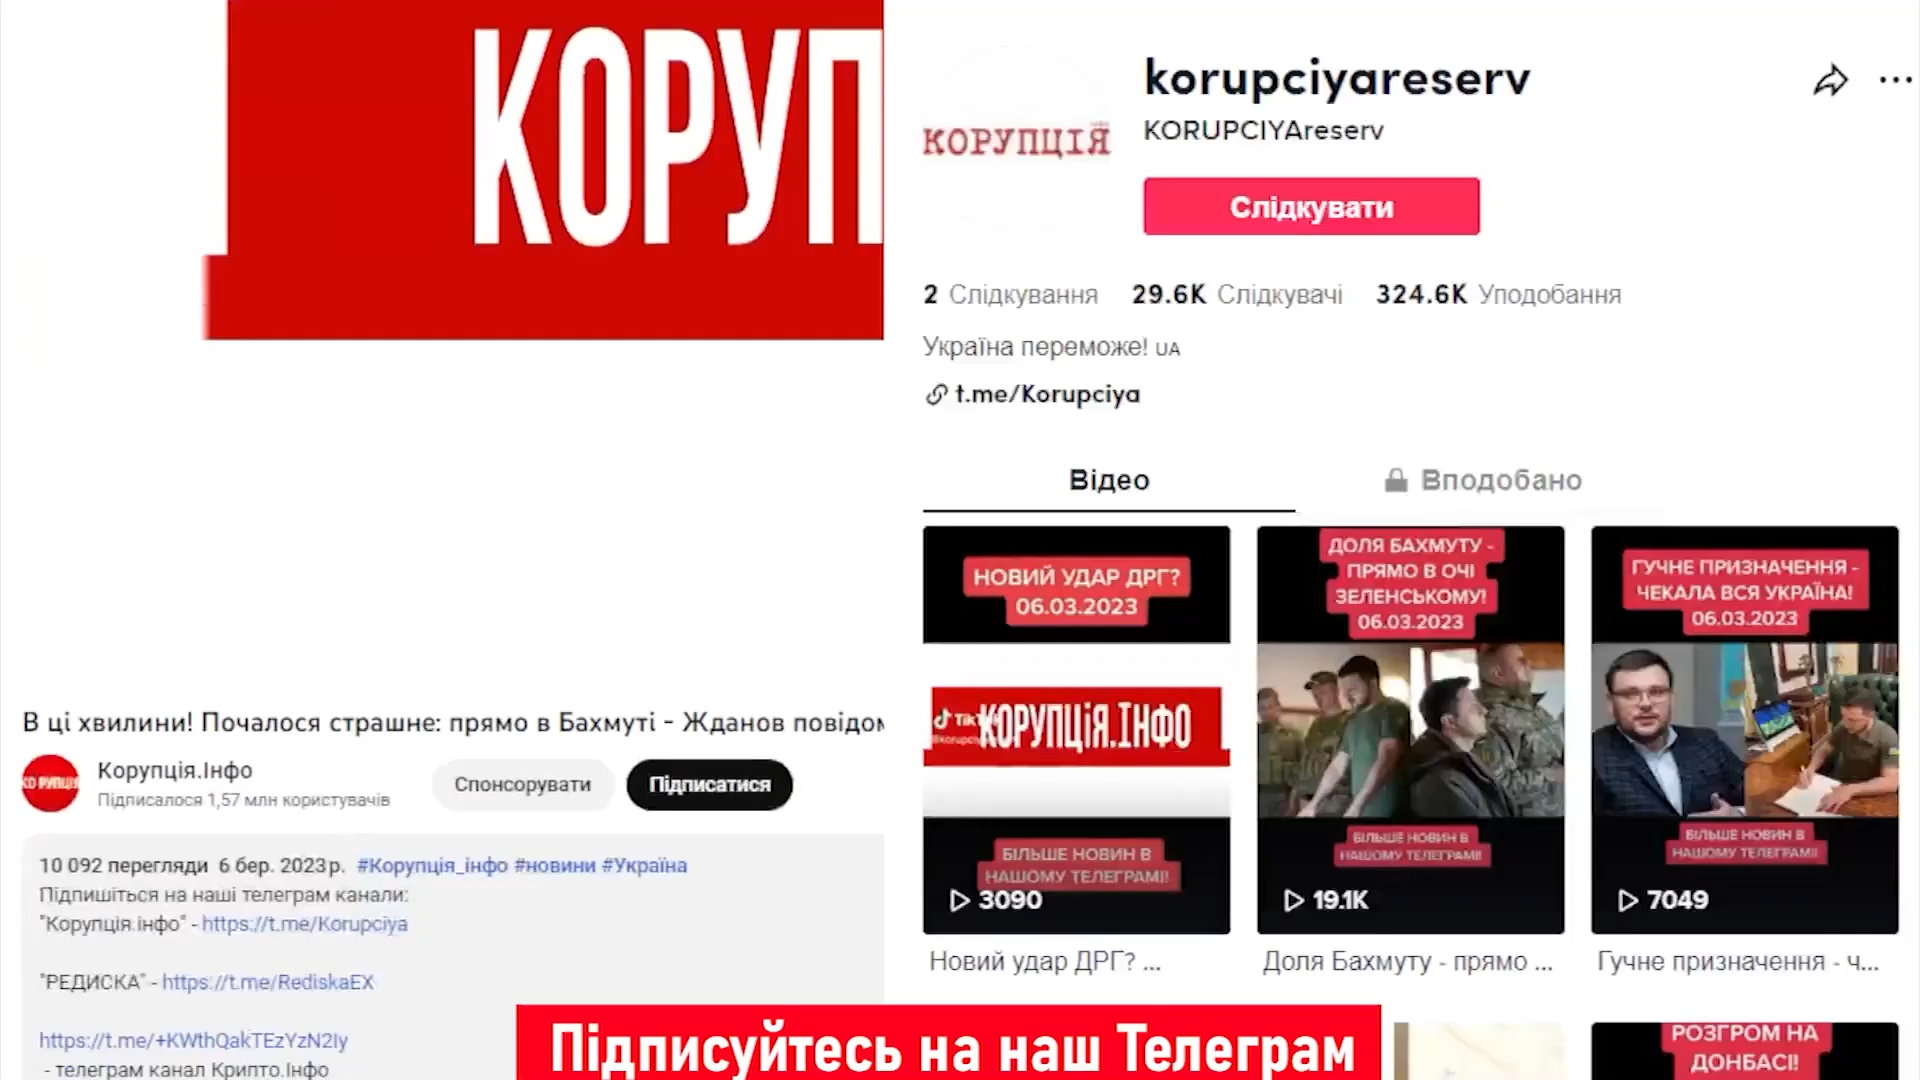 КОРУП
В ці хвилини! Почалося страшне: прямо в Бахмуті - Жданов повідом
КОРУПЦІЯ
Корупція.Інфо
Підписалося 1,57 млн користувачів
Спонсорувати
Підписатися
10 092 перегляди 6 бер. 2023 р. #Корупція_інфо #новини #Україна
Підпишіться на наші телеграм канали:
"Корупція.інфо" - https://t.me/Korupciya
"РЕДИСКА" - https://t.me/RediskaEX
https://t.me/+KWthQakTEzYzN2Iy
- телеграм канал Крипто.Інфо
КОРУПЦІЯ
korupciyareserv
KORUPCIYAreserv
Слідкувати
2 Слідкування 29.6K Слідкувачі 324.6K Уподобання
Україна переможе! UA
t.me/Korupciya
Відео
Вподобано
НОВИЙ УДАР ДРГ?
06.03.2023
TikTok
КОРУПЦіЯ.ІНФО
БІЛЬШЕ НОВИН В
НАШОМУ ТЕЛЕГРАМІ!
3090
Новий удар ДРГ? ...
ДОЛЯ БАХМУТУ -
ПРЯМО В ОЧІ
ЗЕЛЕНСЬКОМУ!
06.03.2023
БІЛЬШЕ НОВИН В
НАШОМУ ТЕЛЕГРАМІ!
19.1K
Доля Бахмуту - прямо ...
ГУЧНЕ ПРИЗНАЧЕННЯ -
ЧЕКАЛА ВСЯ УКРАЇНА!
06.03.2023
БІЛЬШЕ НОВИН В
НАШОМУ ТЕЛЕГРАМІ!
7049
Гучне призначення - ч...
РОЗГРОМ НА
ДОНБАСІ!
Підписуйтесь на наш Телеграм